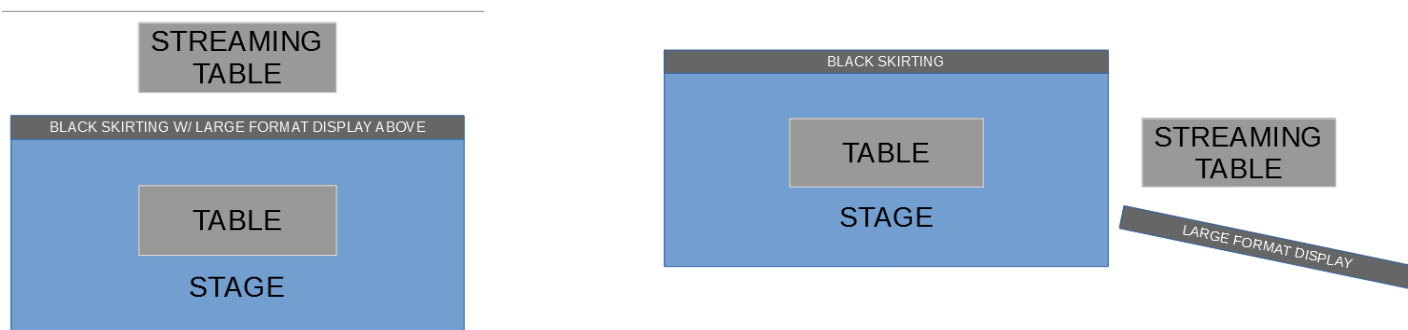 STREAMING
TABLE
BLACK SKIRTING W/ LARGE FORMAT DISPLAY ABOVE
TABLE
STAGE
BLACK SKIRTING
TABLE
STAGE
STREAMING
TABLE
LARGE FORMAT DISPLAY